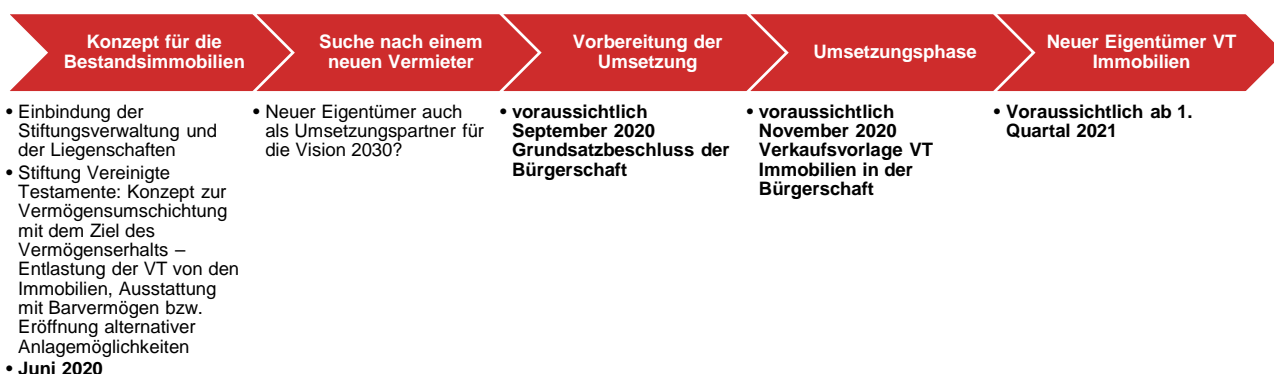 Konzept für die
Bestandsimmobilien
• Einbindung der
Stiftungsverwaltung und
der Liegenschaften
• Stiftung Vereinigte
Testamente: Konzept zur
Vermögensumschichtung
mit dem Ziel des
Vermögenserhalts –
Entlastung der VT von den
Immobilien, Ausstattung
mit Barvermögen bzw.
Eröffnung alternativer
Anlagemöglichkeiten
• Juni 2020
Suche nach einem
neuen Vermieter
• Neuer Eigentümer auch
als Umsetzungspartner für
die Vision 2030?
Vorbereitung der
Umsetzung
• voraussichtlich
September 2020
Grundsatzbeschluss der
Bürgerschaft
Umsetzungsphase
• voraussichtlich
November 2020
Verkaufsvorlage VT
Immobilien in der
Bürgerschaft
Neuer Eigentümer VT
Immobilien
• Voraussichtlich ab 1.
Quartal 2021